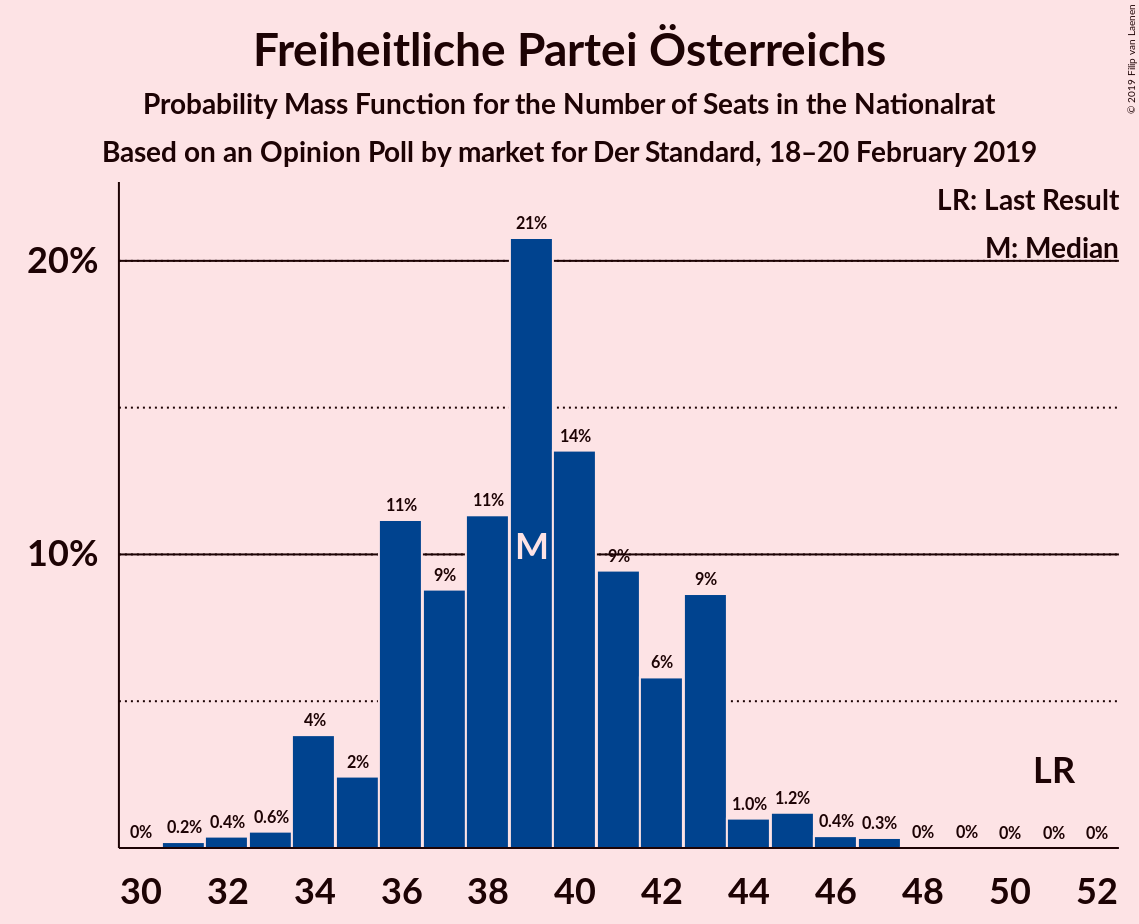 Freiheitliche Partei Österreichs
Probability Mass Function for the Number of Seats in the Nationalrat
Based on an Opinion Poll by market for Der Standard, 18–20 February 2019
© 2019 Filip van Laenen
LR: Last Result
M: Median
20%
10%
0%
0.2%
0.4%
0.6%
4%
2%
11%
9%
11%
21%
M
14%
9%
6%
9%
1.0%
1.2%
0.4%
0.3%
0%
0%
0%
0%
0%
LR
30 32 34 36 38 40 42 44 46 48 50 52